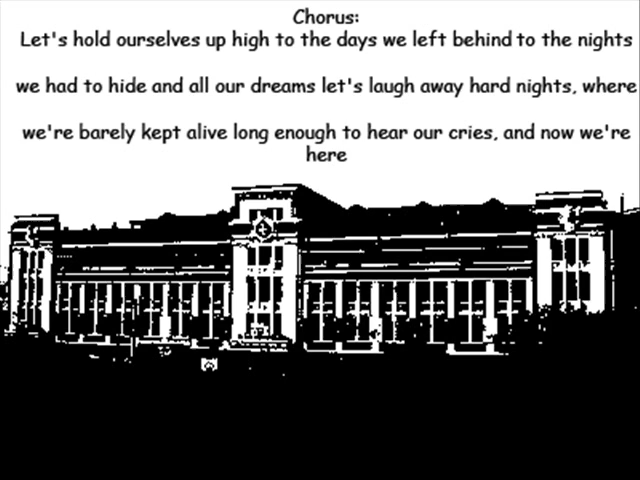 Chorus:
Let's hold ourselves up high to the days we left behind to the nights
we had to hide and all our dreams let's laugh away hard nights, where
we're barely kept alive long enough to hear our cries, and now we're
here